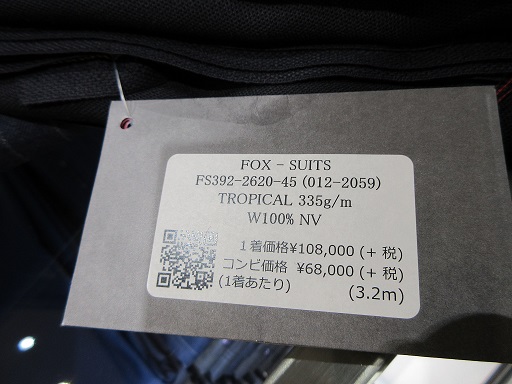 FOX - SUITS
FS392-2620-45 (012-2059)
TROPICAL 335g/m
W100% NV
1着価格¥108,000 (+ 税)
コンビ価格 ¥68,000 (+ 税)
(1着あたり)
(3.2m)